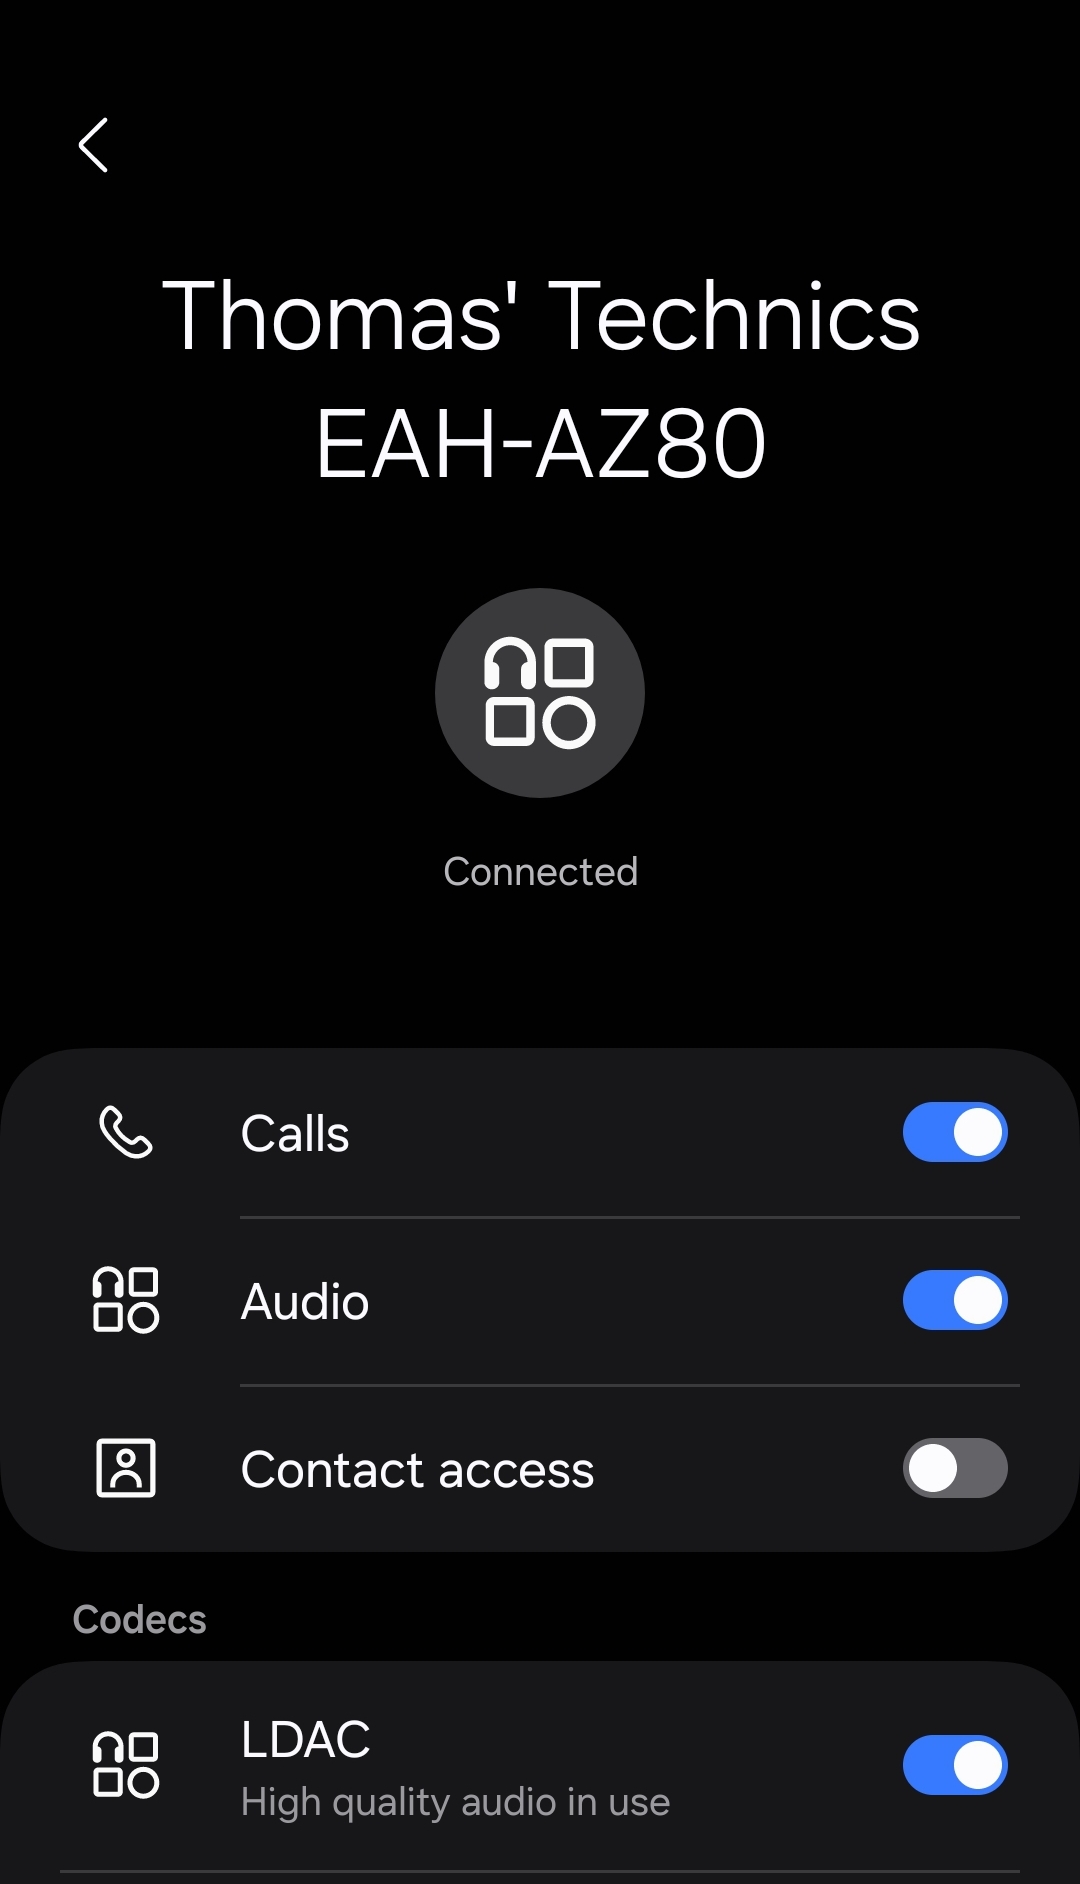 Thomas' Technics
EAH-AZ80
Connected
Calls
Audio
Contact access
Codecs
LDAC
High quality audio in use